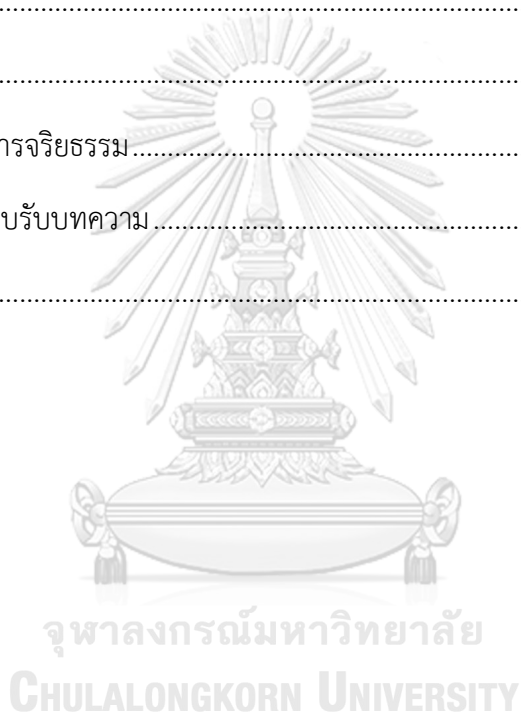 ................................................................
................................................................
ารจริยธรรม................................................
บรับบทความ.............................................
................................................................
จุฬาลงกรณ์มหาวิทยาลัย
CHULALONGKORN UNIVERSITY